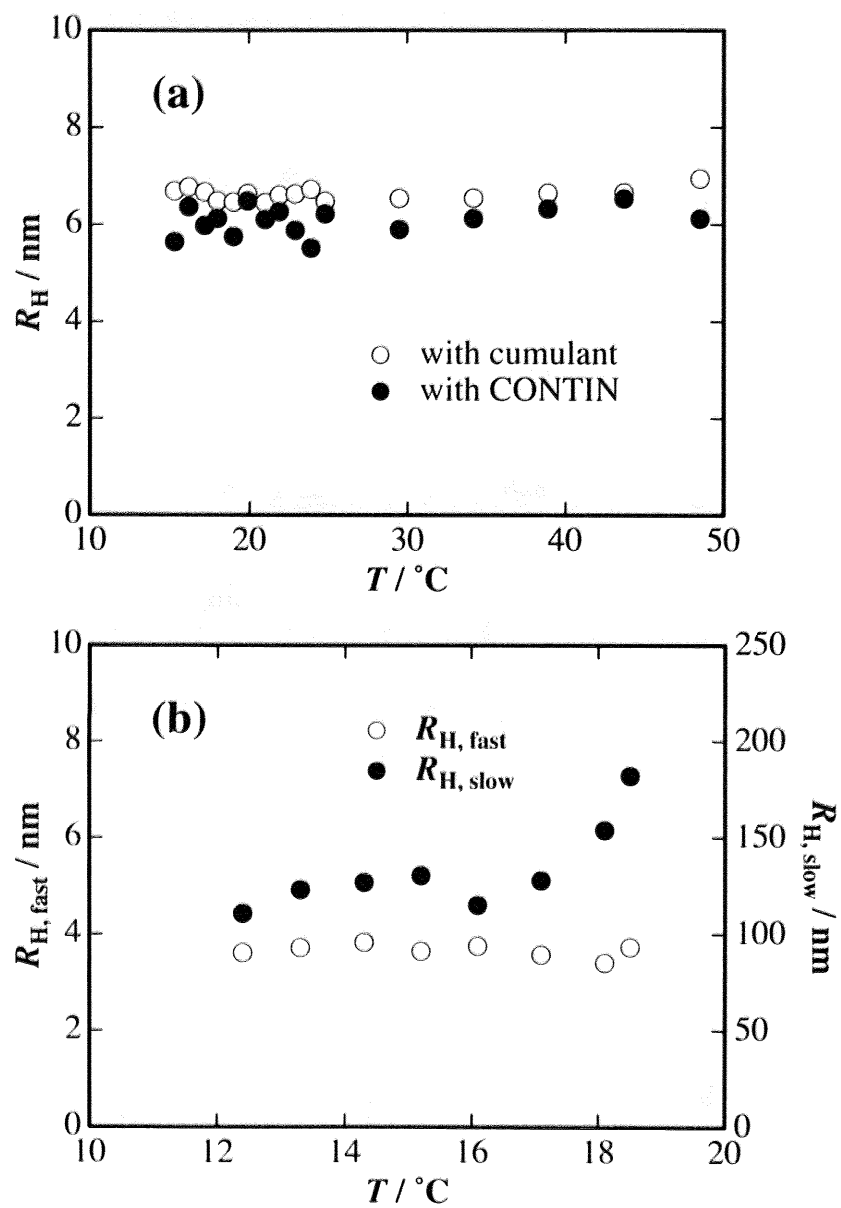 10
(a)
8
6
R_H / nm
4
with cumulant
with CONTIN
2
0
10 20 30 40 50
T / °C
10 250
(b)
R_H, fast
8 200
R_H, slow
6 150
R_H, fast / nm
R_H, slow / nm
4 100
2 50
0 0
10 12 14 16 18 20
T / °C